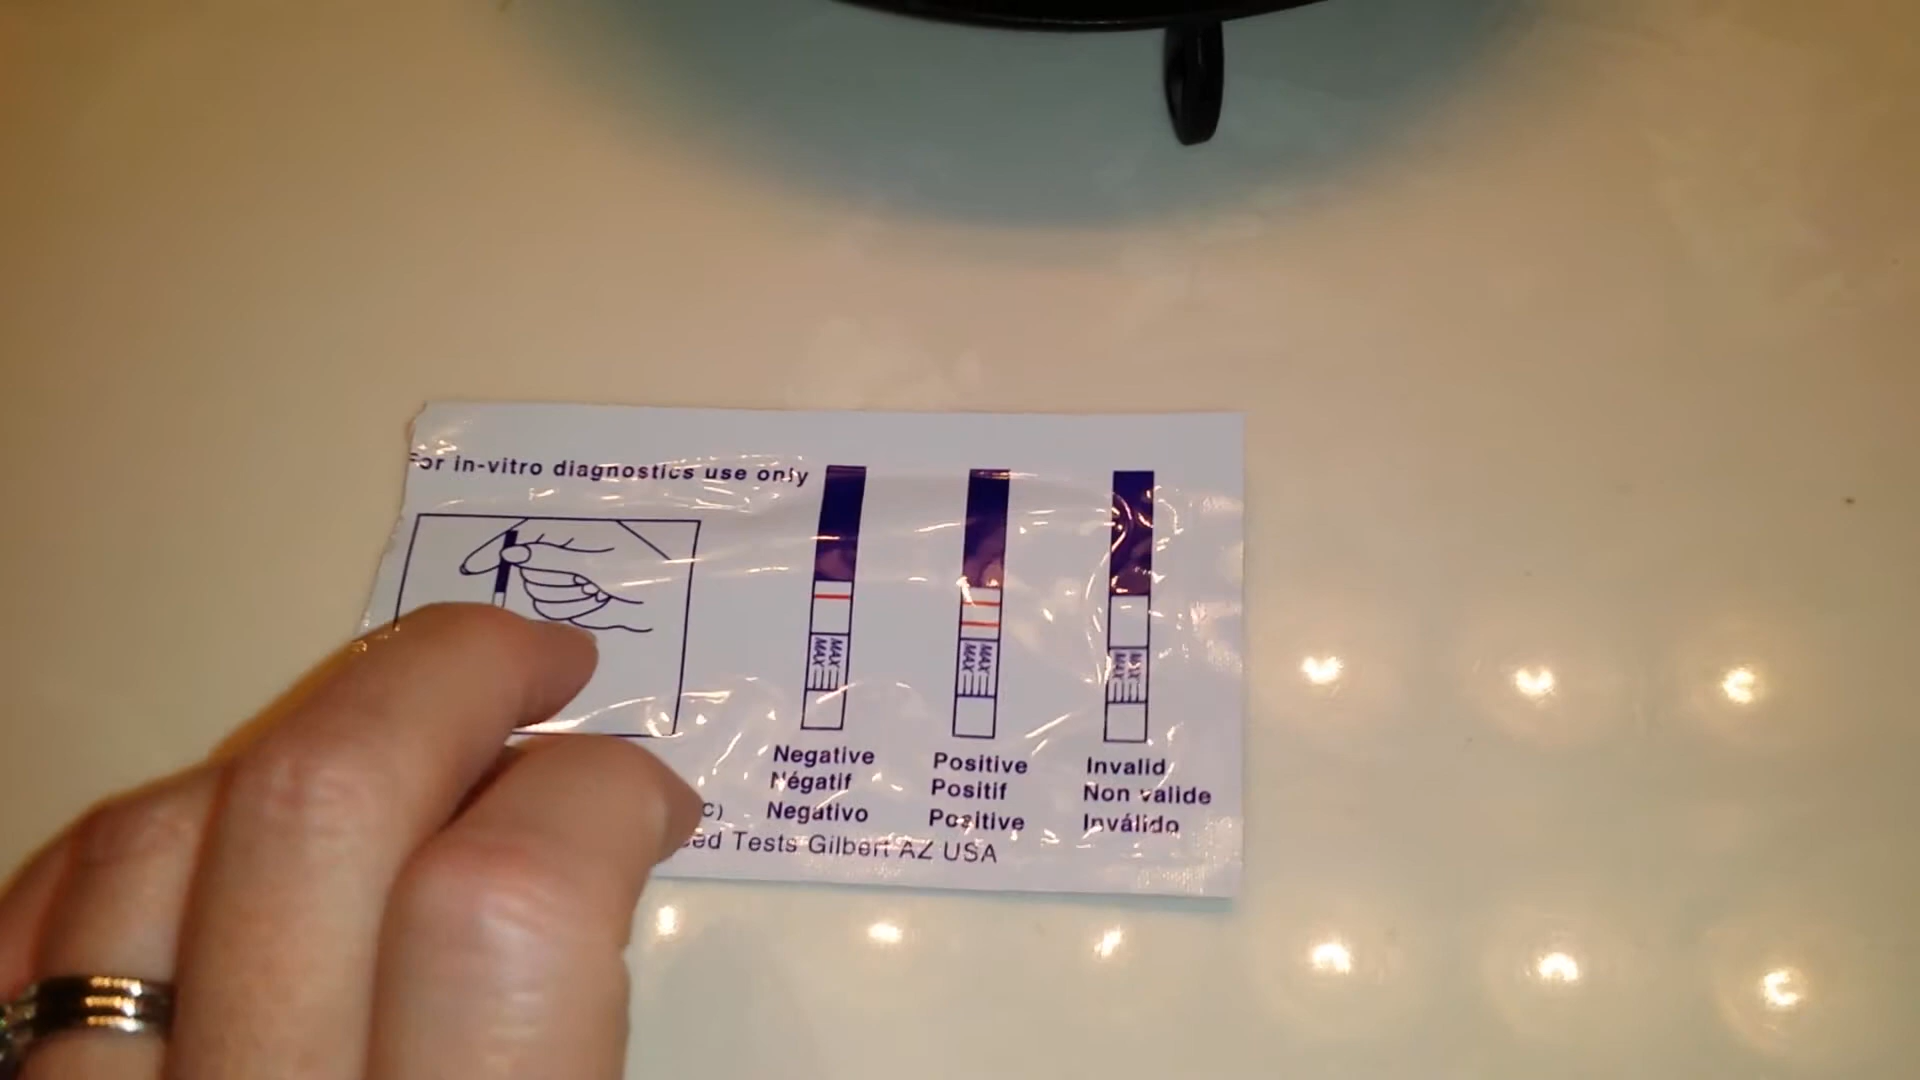 For in-vitro diagnostics use only
MAX MAX
MAX MAX
MAX MAX
Negative
Négatif
Negativo
Positive
Positif
Positive
Invalid
Non valide
Inválido
C)
Tests Gilbert AZ USA